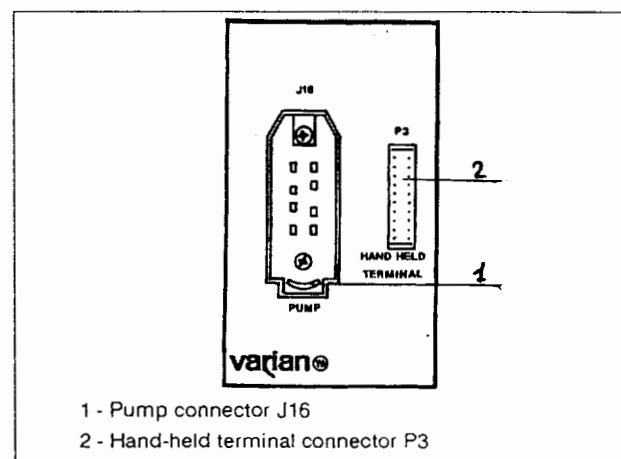 J16
P3
2
HAND HELD
TERMINAL
1
PUMP
varian
1 - Pump connector J16
2 - Hand-held terminal connector P3